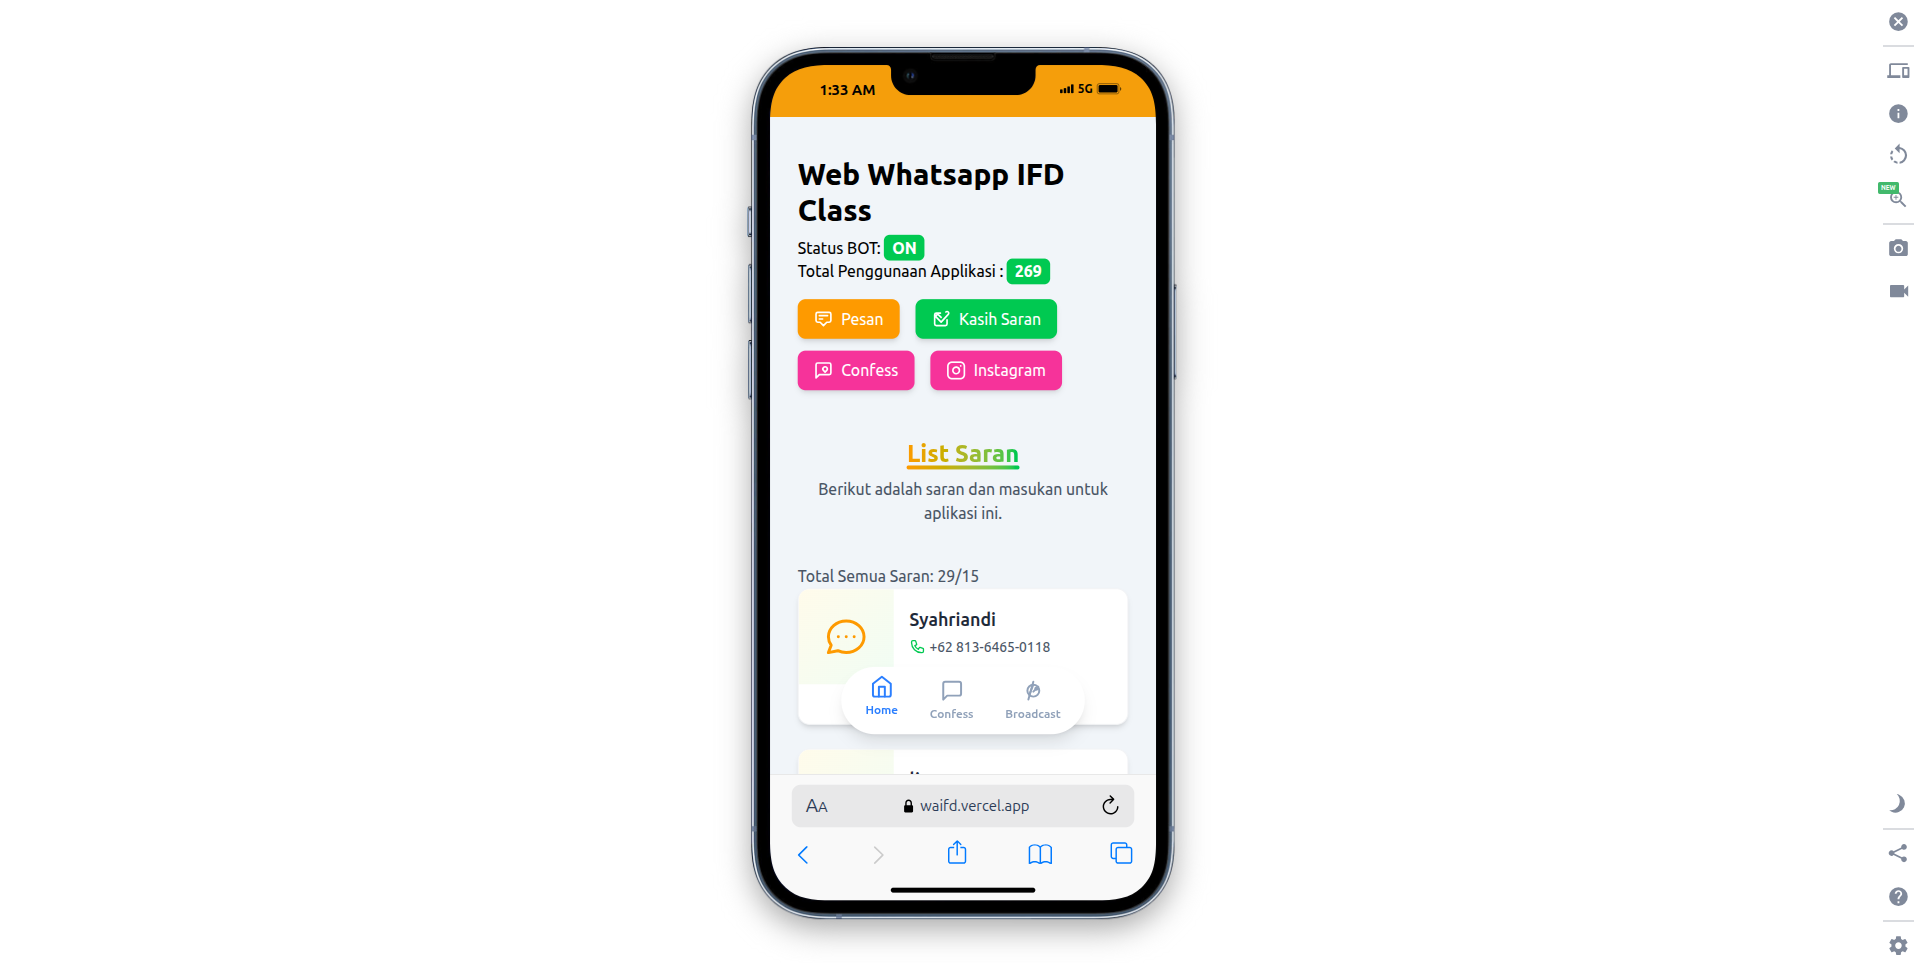 1:33 AM
5G
NEW
Web Whatsapp IFD
Class
Status BOT: ON
Total Penggunaan Applikasi : 269
Pesan
Kasih Saran
Confess
Instagram
List Saran
Berikut adalah saran dan masukan untuk
aplikasi ini.
Total Semua Saran: 29/15
Syahriandi
+62 813-6465-0118
Home
Confess
Broadcast
AA
waifd.vercel.app